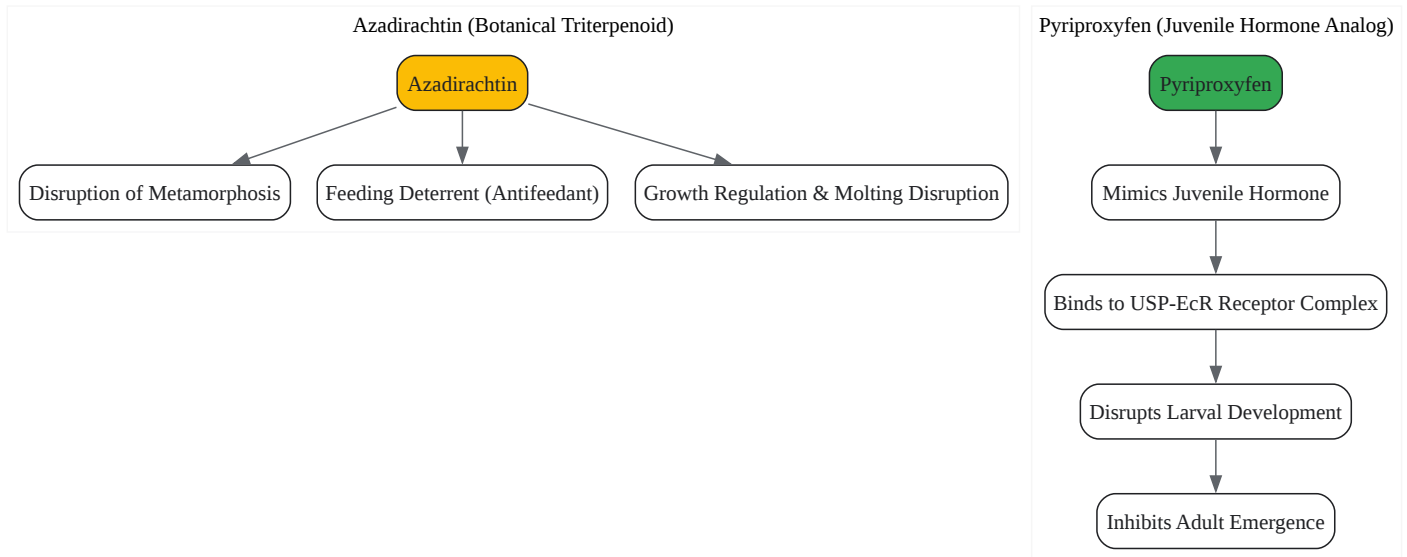 Azadirachtin (Botanical Triterpenoid)
Azadirachtin
Disruption of Metamorphosis
Feeding Deterrent (Antifeedant)
Growth Regulation & Molting Disruption
Pyriproxyfen (Juvenile Hormone Analog)
Pyriproxyfen
Mimics Juvenile Hormone
Binds to USP-EcR Receptor Complex
Disrupts Larval Development
Inhibits Adult Emergence